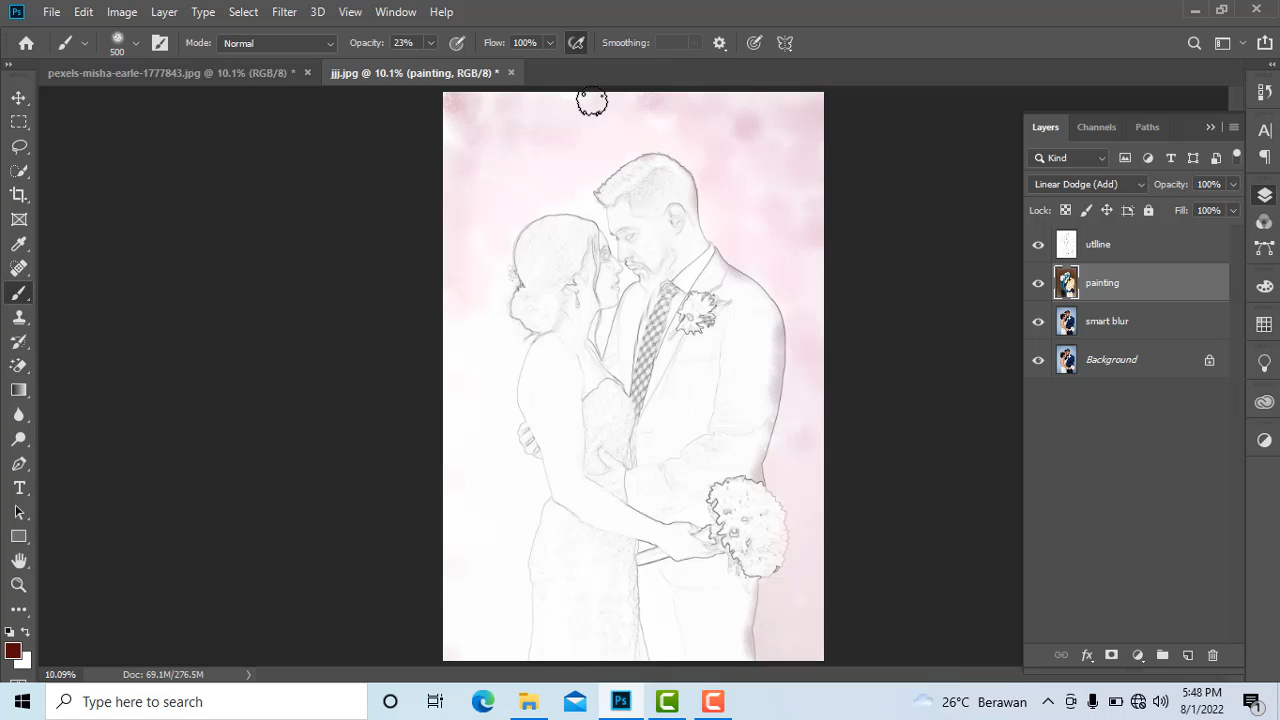 Ps File Edit Image Layer Type Select Filter 3D View Window Help
500 Mode: Normal Opacity: 23% Flow: 100% Smoothing:
pexels-misha-earle-1777843.jpg @ 10.1% (RGB/8) * jjj.jpg @ 10.1% (painting, RGB/8) *
Layers Channels Paths
Kind
Linear Dodge (Add) Opacity: 100%
Lock: Fill: 100%
utline
painting
smart blur
Background
10.09% Doc: 69.1M/276.5M
Type here to search
Ps
26°C Berawan
5:48 PM
8/1/2022
1